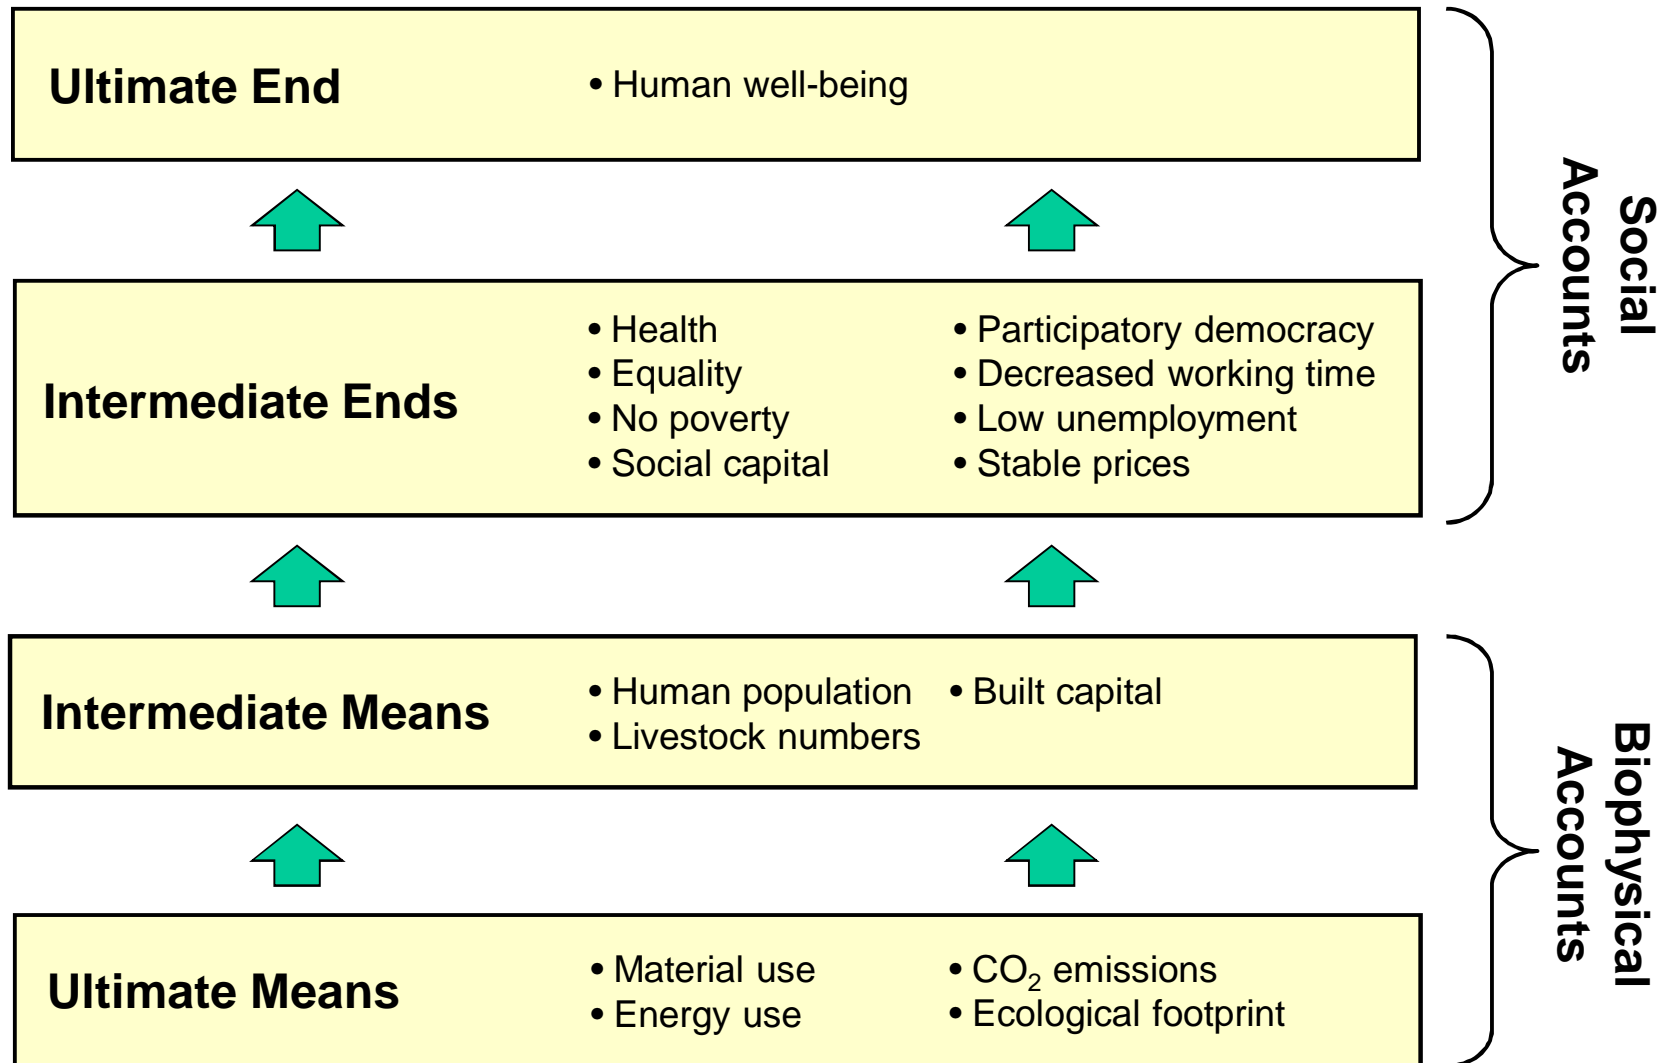 Ultimate End
• Human well-being
Social
Accounts
Intermediate Ends
• Health
• Equality
• No poverty
• Social capital
• Participatory democracy
• Decreased working time
• Low unemployment
• Stable prices
Intermediate Means
• Human population
• Livestock numbers
• Built capital
Biophysical
Accounts
Ultimate Means
• Material use
• Energy use
• CO₂ emissions
• Ecological footprint